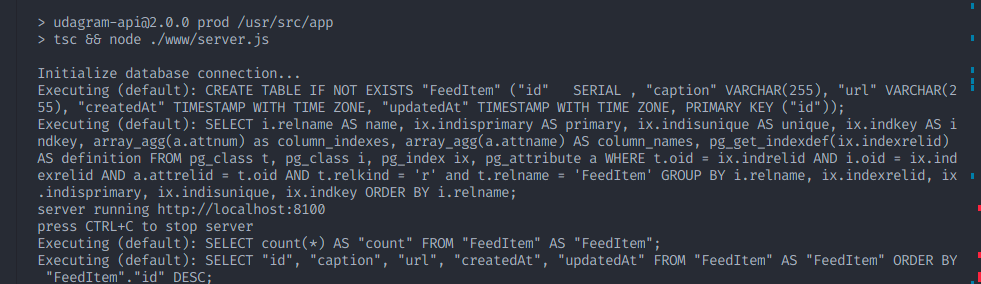 > udagram-api@2.0.0 prod /usr/src/app
> tsc && node ./www/server.js
Initialize database connection...
Executing (default): CREATE TABLE IF NOT EXISTS "FeedItem" ("id"   SERIAL , "caption" VARCHAR(255), "url" VARCHAR(2
55), "createdAt" TIMESTAMP WITH TIME ZONE, "updatedAt" TIMESTAMP WITH TIME ZONE, PRIMARY KEY ("id"));
Executing (default): SELECT i.relname AS name, ix.indisprimary AS primary, ix.indisunique AS unique, ix.indkey AS i
ndkey, array_agg(a.attnum) as column_indexes, array_agg(a.attname) AS column_names, pg_get_indexdef(ix.indexrelid)
AS definition FROM pg_class t, pg_class i, pg_index ix, pg_attribute a WHERE t.oid = ix.indrelid AND i.oid = ix.ind
exrelid AND a.attrelid = t.oid AND t.relkind = 'r' and t.relname = 'FeedItem' GROUP BY i.relname, ix.indexrelid, ix
.indisprimary, ix.indisunique, ix.indkey ORDER BY i.relname;
server running http://localhost:8100
press CTRL+C to stop server
Executing (default): SELECT count(*) AS "count" FROM "FeedItem" AS "FeedItem";
Executing (default): SELECT "id", "caption", "url", "createdAt", "updatedAt" FROM "FeedItem" AS "FeedItem" ORDER BY
 "FeedItem"."id" DESC;